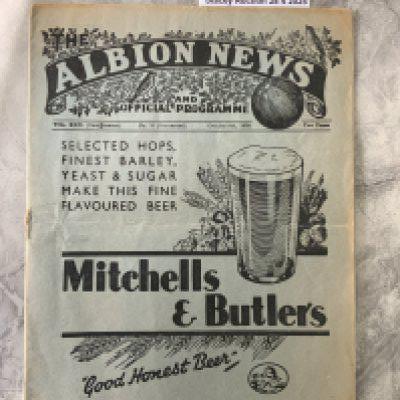 THE
ALBION NEWS
AND
OFFICIAL PROGRAMME
SELECTED HOPS,
FINEST BARLEY,
YEAST & SUGAR
MAKE THIS FINE
FLAVOURED BEER
Mitchells
& Butlers
"Good Honest Beer"